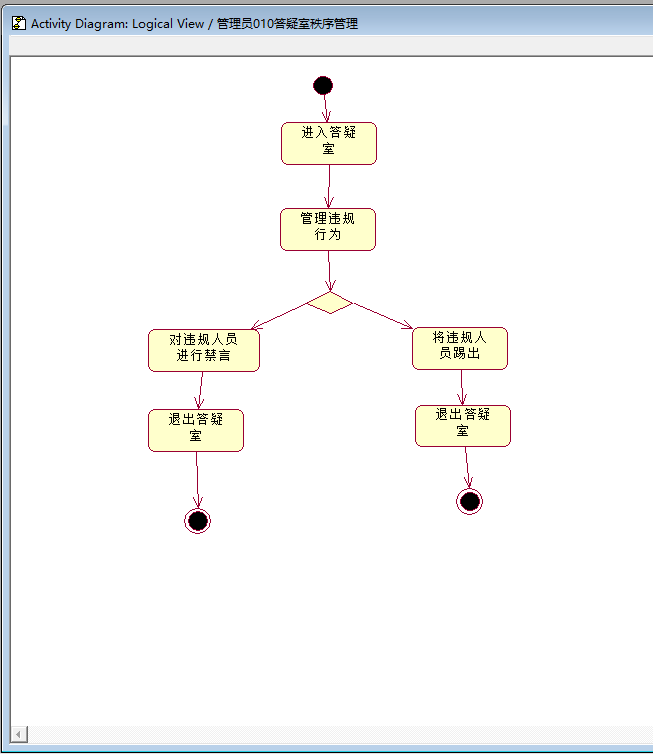 Activity Diagram: Logical View / 管理员010答疑室秩序管理
进入答疑
室
管理违规
行为
对违规人员
进行禁言
将违规人
员踢出
退出答疑
室
退出答疑
室